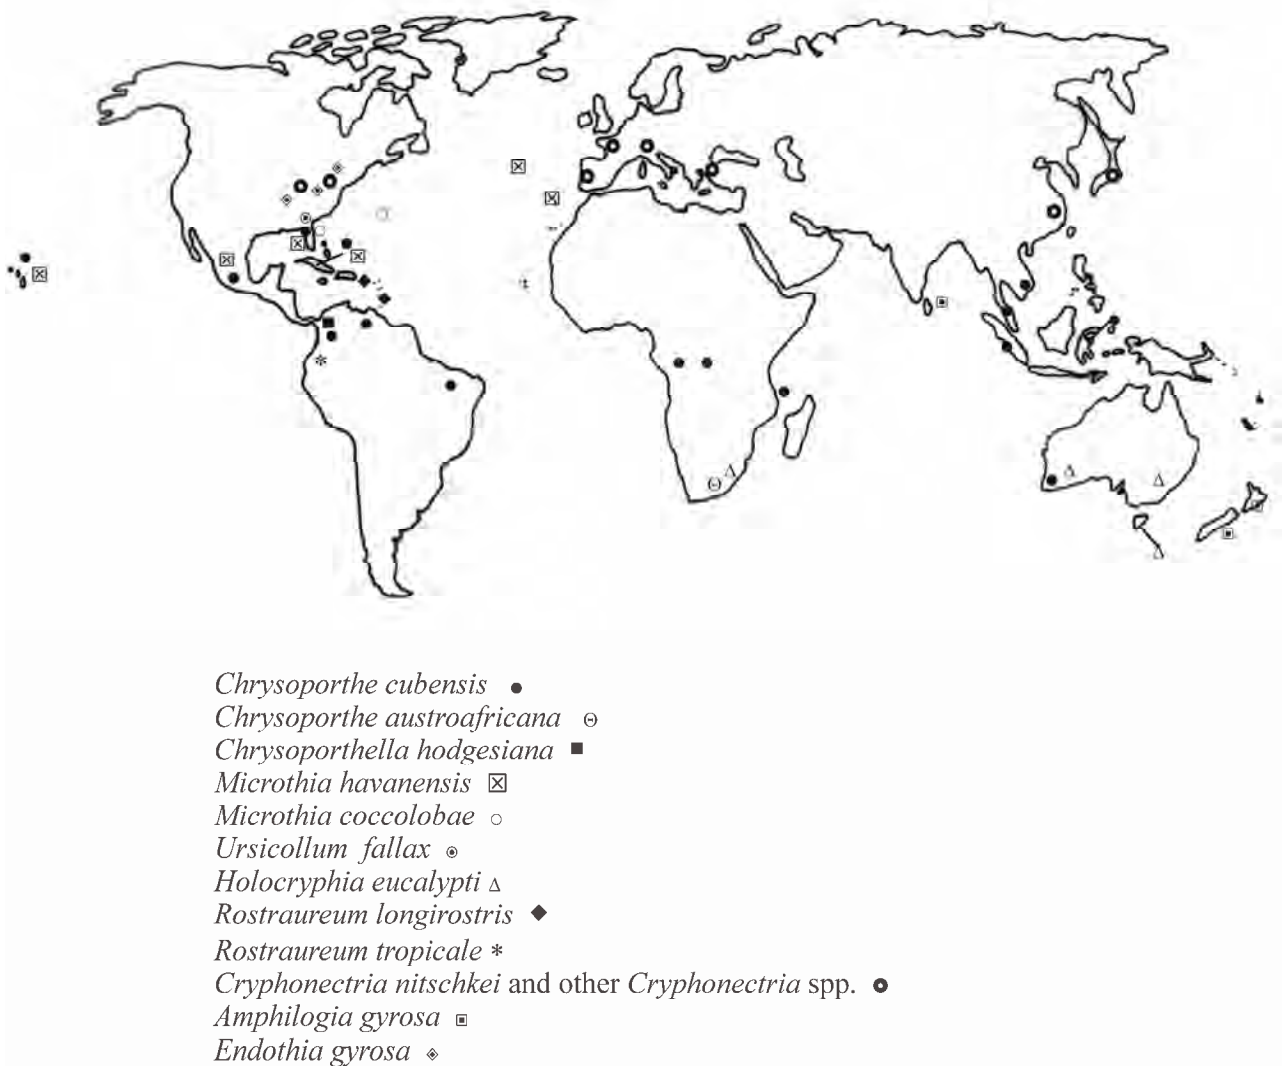 Chrysoporthe cubensis ●
Chrysoporthe austroafricana Θ
Chrysoporthella hodgesiana ■
Microthia havanensis ☒
Microthia coccolobae ○
Ursicollum fallax ⊙
Holocryphia eucalypti Δ
Rostraureum longirostris ◆
Rostraureum tropicale *
Cryphonectria nitschkei and other Cryphonectria spp. ⭘
Amphilogia gyrosa ▣
Endothia gyrosa ◈